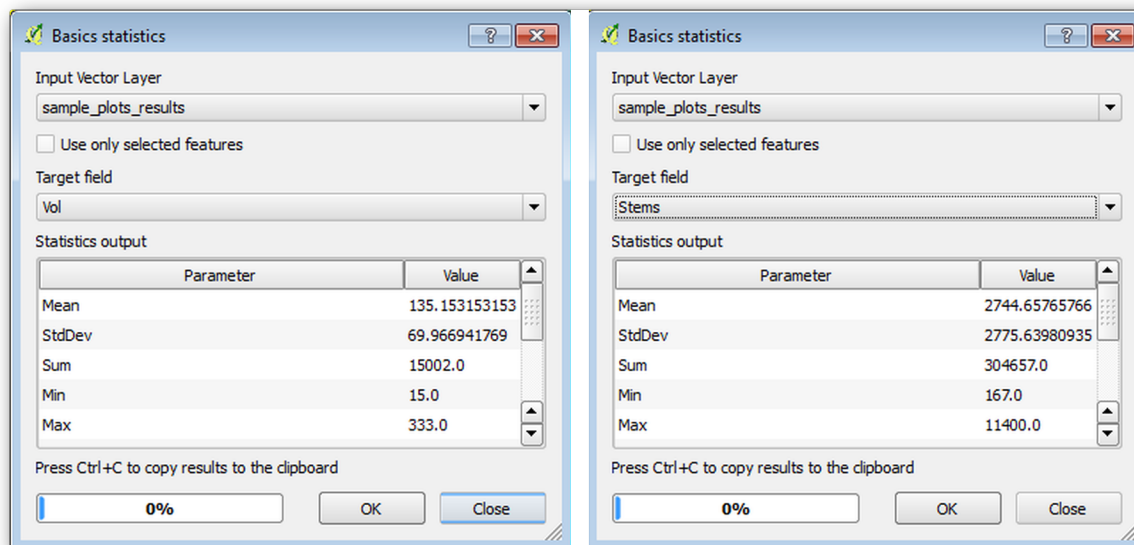 Basics statistics
Input Vector Layer
sample_plots_results
Use only selected features
Target field
Vol
Statistics output
Parameter Value
Mean 135.153153153
StdDev 69.966941769
Sum 15002.0
Min 15.0
Max 333.0
Press Ctrl+C to copy results to the clipboard
0% OK Close
Basics statistics
Input Vector Layer
sample_plots_results
Use only selected features
Target field
Stems
Statistics output
Parameter Value
Mean 2744.65765766
StdDev 2775.63980935
Sum 304657.0
Min 167.0
Max 11400.0
Press Ctrl+C to copy results to the clipboard
0% OK Close